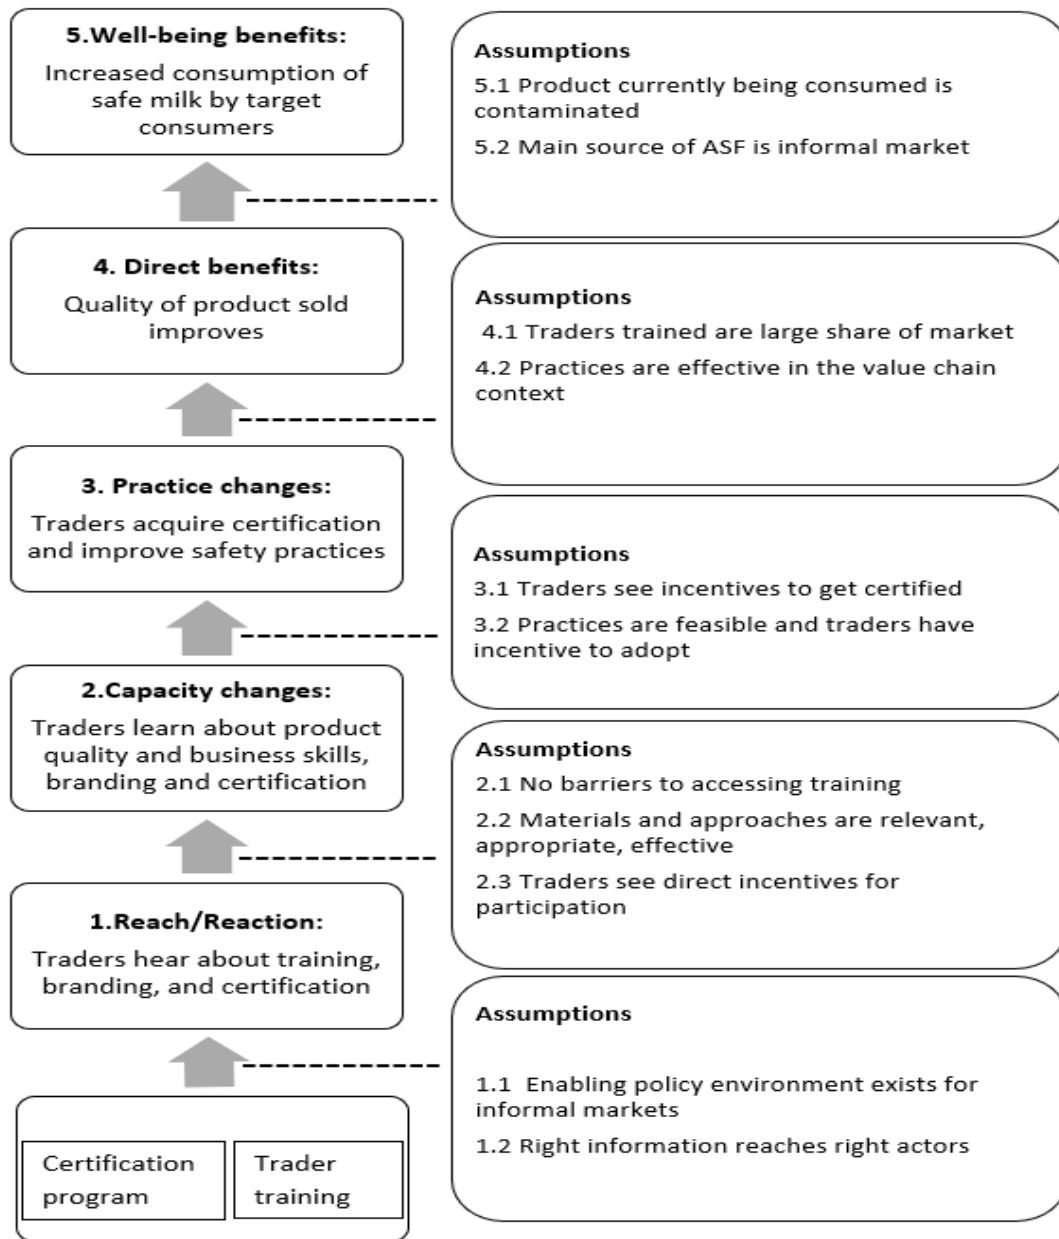 5.Well-being benefits:
Increased consumption of
safe milk by target
consumers
Assumptions
5.1 Product currently being consumed is
contaminated
5.2 Main source of ASF is informal market
4. Direct benefits:
Quality of product sold
improves
Assumptions
4.1 Traders trained are large share of market
4.2 Practices are effective in the value chain
context
3. Practice changes:
Traders acquire certification
and improve safety practices
Assumptions
3.1 Traders see incentives to get certified
3.2 Practices are feasible and traders have
incentive to adopt
2.Capacity changes:
Traders learn about product
quality and business skills,
branding and certification
Assumptions
2.1 No barriers to accessing training
2.2 Materials and approaches are relevant,
appropriate, effective
2.3 Traders see direct incentives for
participation
1.Reach/Reaction:
Traders hear about training,
branding, and certification
Assumptions
1.1 Enabling policy environment exists for
informal markets
1.2 Right information reaches right actors
Certification
program
Trader
training